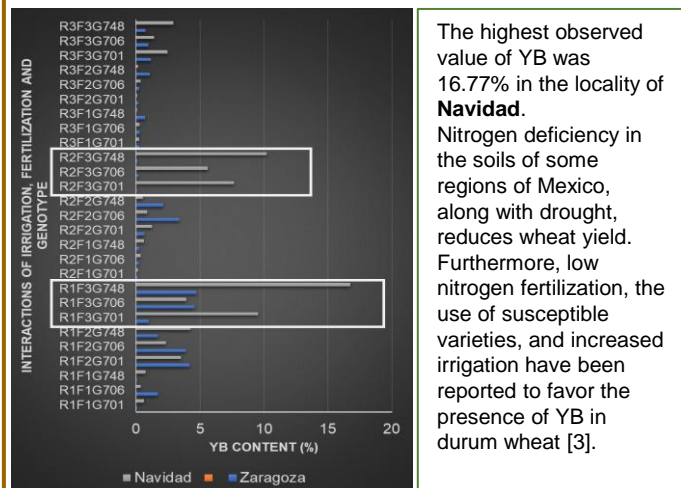 INTERACTIONS OF IRRIGATION, FERTILIZATION AND
GENOTYPE
R3F3G748
R3F3G706
R3F3G701
R3F2G748
R3F2G706
R3F2G701
R3F1G748
R3F1G706
R3F1G701
R2F3G748
R2F3G706
R2F3G701
R2F2G748
R2F2G706
R2F2G701
R2F1G748
R2F1G706
R2F1G701
R1F3G748
R1F3G706
R1F3G701
R1F2G748
R1F2G706
R1F2G701
R1F1G748
R1F1G706
R1F1G701
0 5 10 15 20
YB CONTENT (%)
Navidad Zaragoza
The highest observed
value of YB was
16.77% in the locality of
Navidad.
Nitrogen deficiency in
the soils of some
regions of Mexico,
along with drought,
reduces wheat yield.
Furthermore, low
nitrogen fertilization, the
use of susceptible
varieties, and increased
irrigation have been
reported to favor the
presence of YB in
durum wheat [3].